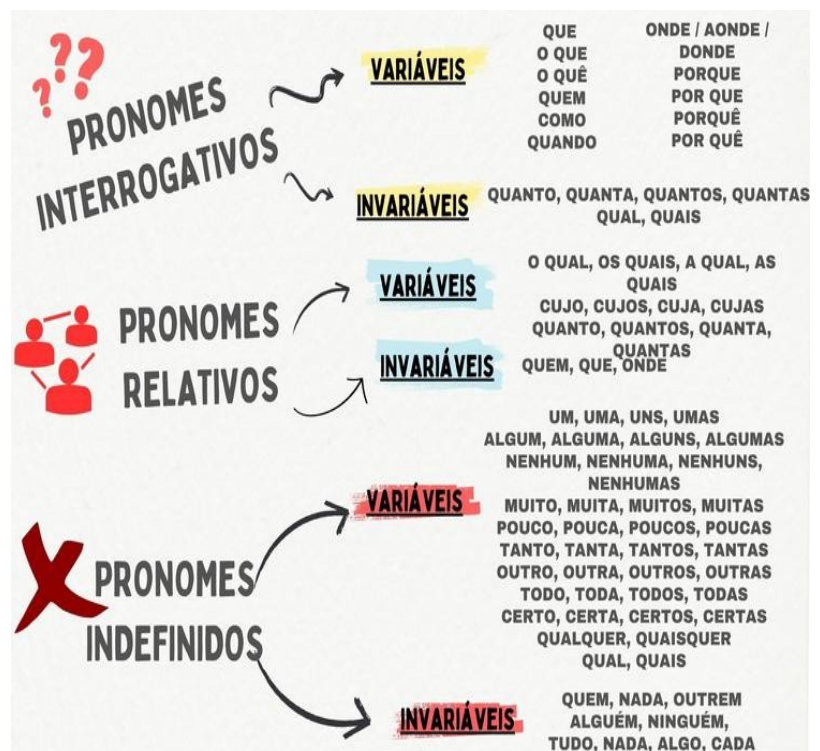 ???
PRONOMES
INTERROGATIVOS
VARIÁVEIS
QUE
O QUE
O QUÊ
QUEM
COMO
QUANDO
ONDE / AONDE /
DONDE
PORQUE
POR QUE
PORQUÊ
POR QUÊ
INVARIÁVEIS
QUANTO, QUANTA, QUANTOS, QUANTAS
QUAL, QUAIS
PRONOMES
RELATIVOS
VARIÁVEIS
O QUAL, OS QUAIS, A QUAL, AS
QUAIS
CUJO, CUJOS, CUJA, CUJAS
QUANTO, QUANTOS, QUANTA,
QUANTAS
INVARIÁVEIS
QUEM, QUE, ONDE
PRONOMES
INDEFINIDOS
VARIÁVEIS
UM, UMA, UNS, UMAS
ALGUM, ALGUMA, ALGUNS, ALGUMAS
NENHUM, NENHUMA, NENHUNS,
NENHUMAS
MUITO, MUITA, MUITOS, MUITAS
POUCO, POUCA, POUCOS, POUCAS
TANTO, TANTA, TANTOS, TANTAS
OUTRO, OUTRA, OUTROS, OUTRAS
TODO, TODA, TODOS, TODAS
CERTO, CERTA, CERTOS, CERTAS
QUALQUER, QUAISQUER
QUAL, QUAIS
INVARIÁVEIS
QUEM, NADA, OUTREM
ALGUÉM, NINGUÉM,
TUDO, NADA, ALGO, CADA